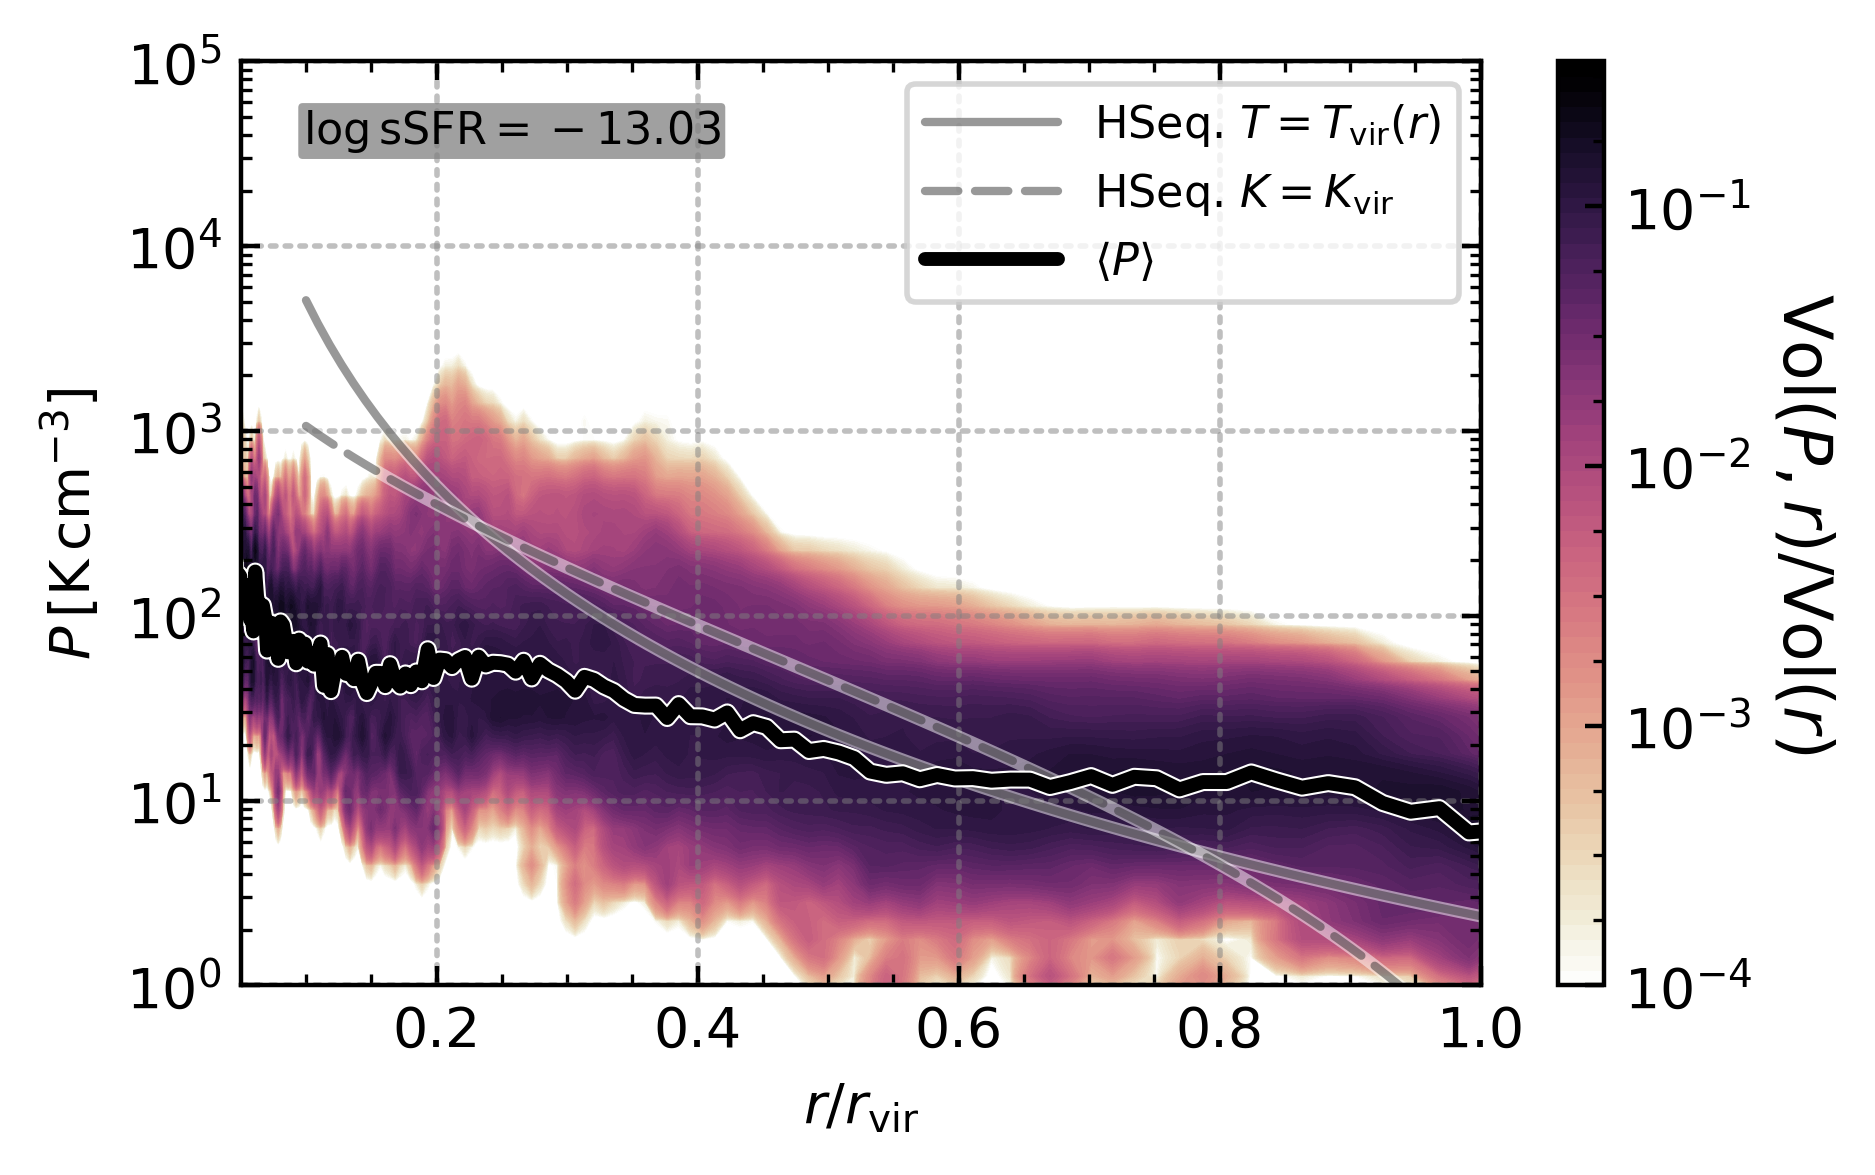 log sSFR = −13.03
HSeq. T = T_vir(r)
HSeq. K = K_vir
⟨P⟩
10^5
10^4
10^3
10^2
10^1
10^0
P [K cm^−3]
0.2 0.4 0.6 0.8 1.0
r/r_vir
10^−1
10^−2
10^−3
10^−4
Vol(P, r)/Vol(r)